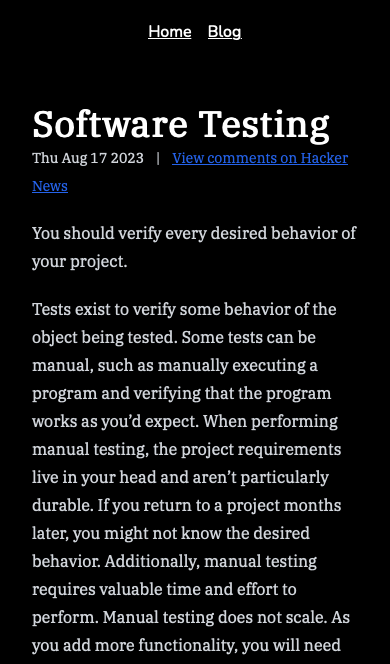 Home Blog
Software Testing
Thu Aug 17 2023 | View comments on Hacker
News
You should verify every desired behavior of
your project.
Tests exist to verify some behavior of the
object being tested. Some tests can be
manual, such as manually executing a
program and verifying that the program
works as you’d expect. When performing
manual testing, the project requirements
live in your head and aren’t particularly
durable. If you return to a project months
later, you might not know the desired
behavior. Additionally, manual testing
requires valuable time and effort to
perform. Manual testing does not scale. As
you add more functionality, you will need